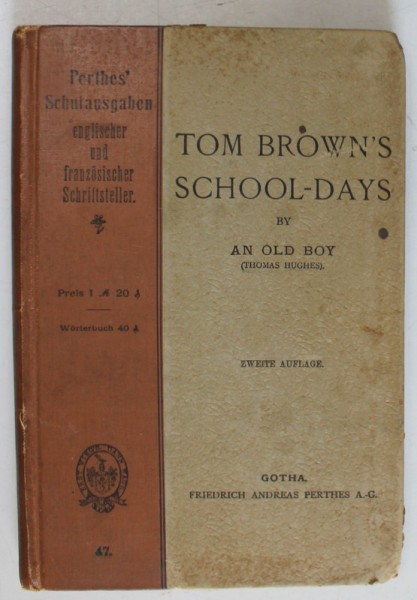 Perthes'
Schulausgaben
englischer
und
französischer
Schriftsteller.
Preis 1 ℳ 20 ₰
Wörterbuch 40 ₰
47.
TOM BROWN'S
SCHOOL-DAYS
BY
AN OLD BOY
(THOMAS HUGHES).
ZWEITE AUFLAGE.
GOTHA.
FRIEDRICH ANDREAS PERTHES A.-G.